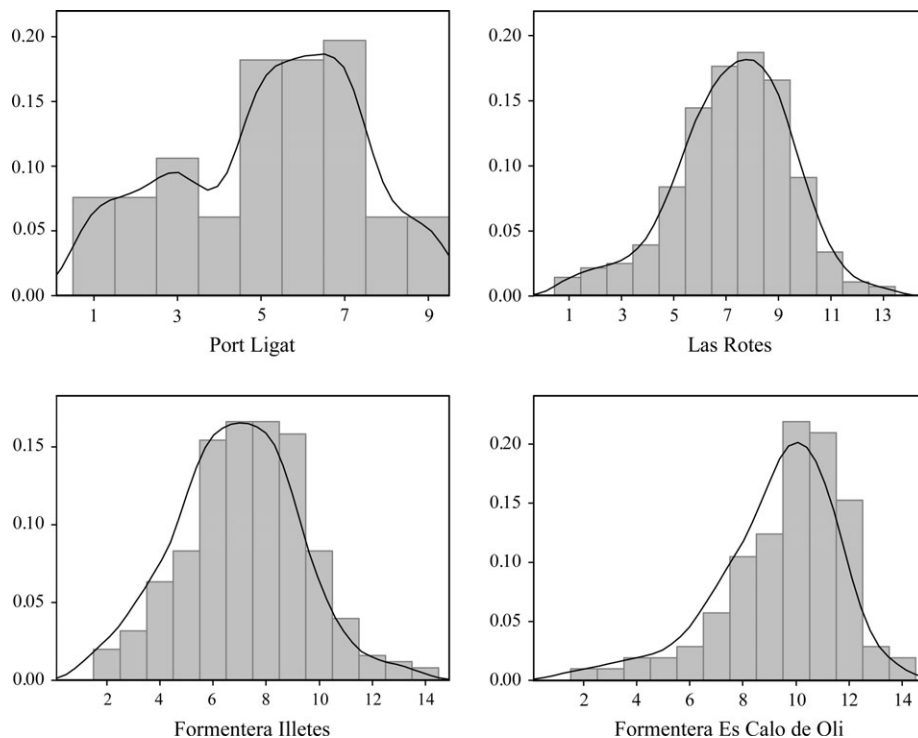 0.20
0.15
0.10
0.05
0.00
1 3 5 7 9
Port Ligat
0.20
0.15
0.10
0.05
0.00
1 3 5 7 9 11 13
Las Rotes
0.15
0.10
0.05
0.00
2 4 6 8 10 12 14
Formentera Illetes
0.20
0.15
0.10
0.05
0.00
2 4 6 8 10 12 14
Formentera Es Calo de Oli